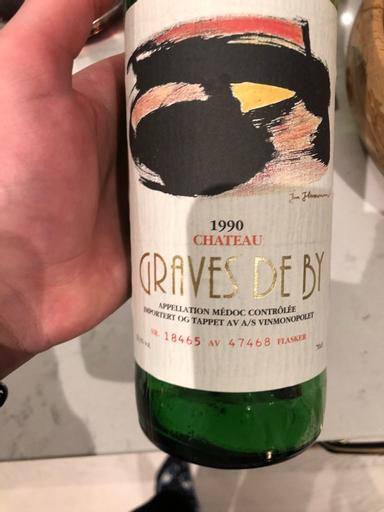 1990
CHATEAU
GRAVES DE BY
APPELLATION MÉDOC CONTRÔLÉE
IMPORTERT OG TAPPET AV A/S VINMONOPOLET
NR. 18465 AV 47468 FLASKER